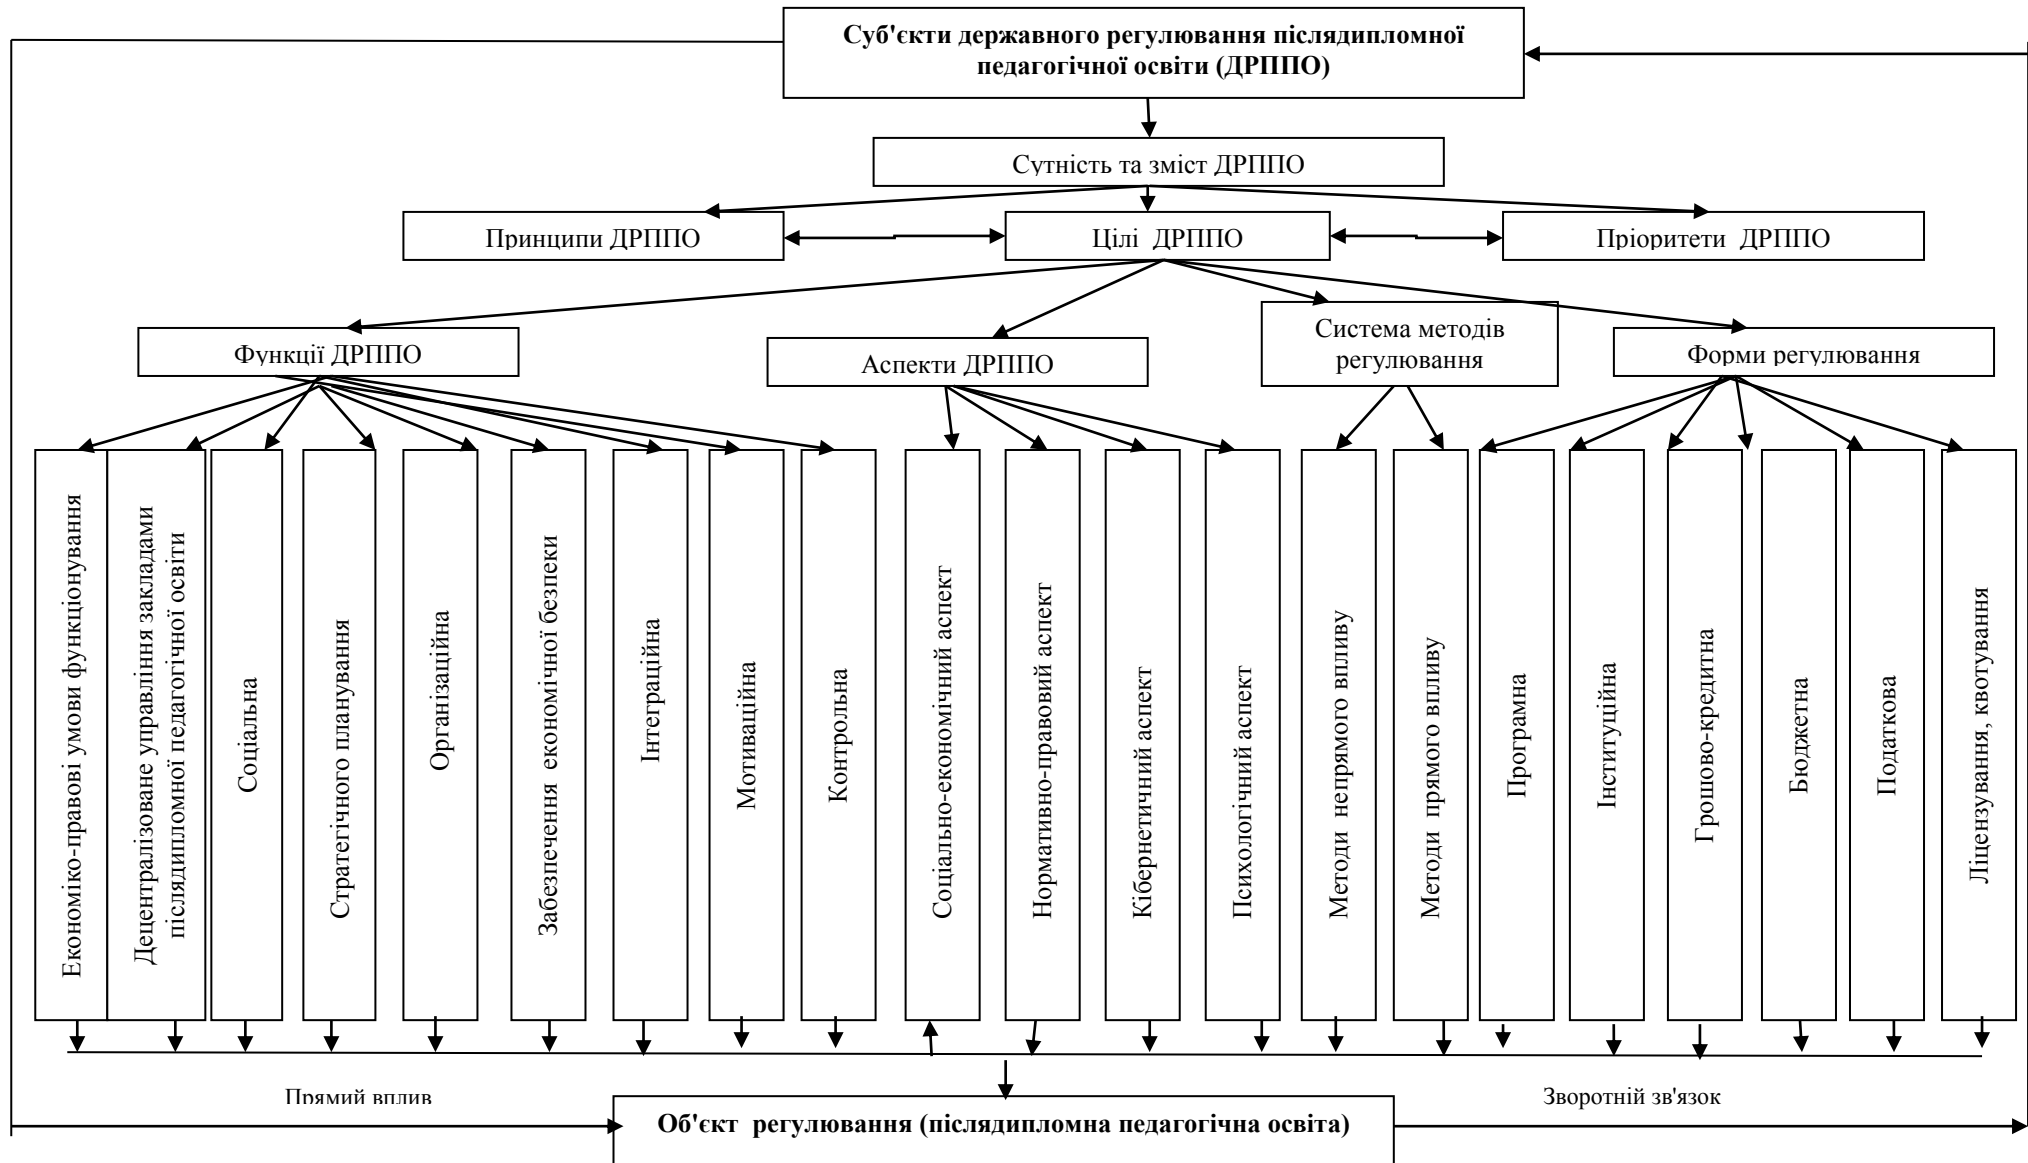 Суб'єкти державного регулювання післядипломної
педагогічної освіти (ДРППО)
Сутність та зміст ДРППО
Принципи ДРППО
Цілі ДРППО
Пріоритети ДРППО
Функції ДРППО
Аспекти ДРППО
Система методів
регулювання
Форми регулювання
Економіко-правові умови функціонування
Децентралізоване управління закладами
післядипломної педагогічної освіти
Соціальна
Стратегічного планування
Організаційна
Забезпечення економічної безпеки
Інтеграційна
Мотиваційна
Контрольна
Соціально-економічний аспект
Нормативно-правовий аспект
Кібернетичний аспект
Психологічний аспект
Методи непрямого впливу
Методи прямого впливу
Програмна
Інституційна
Грошово-кредитна
Бюджетна
Податкова
Ліцензування, квотування
Прямий вплив
Зворотній зв'язок
Об'єкт регулювання (післядипломна педагогічна освіта)